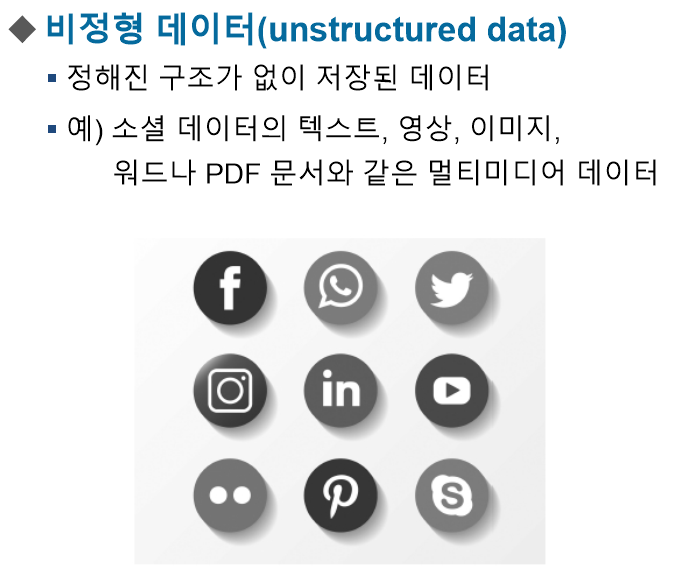 비정형 데이터(unstructured data)
정해진 구조가 없이 저장된 데이터
예) 소셜 데이터의 텍스트, 영상, 이미지,
워드나 PDF 문서와 같은 멀티미디어 데이터
f
in
S